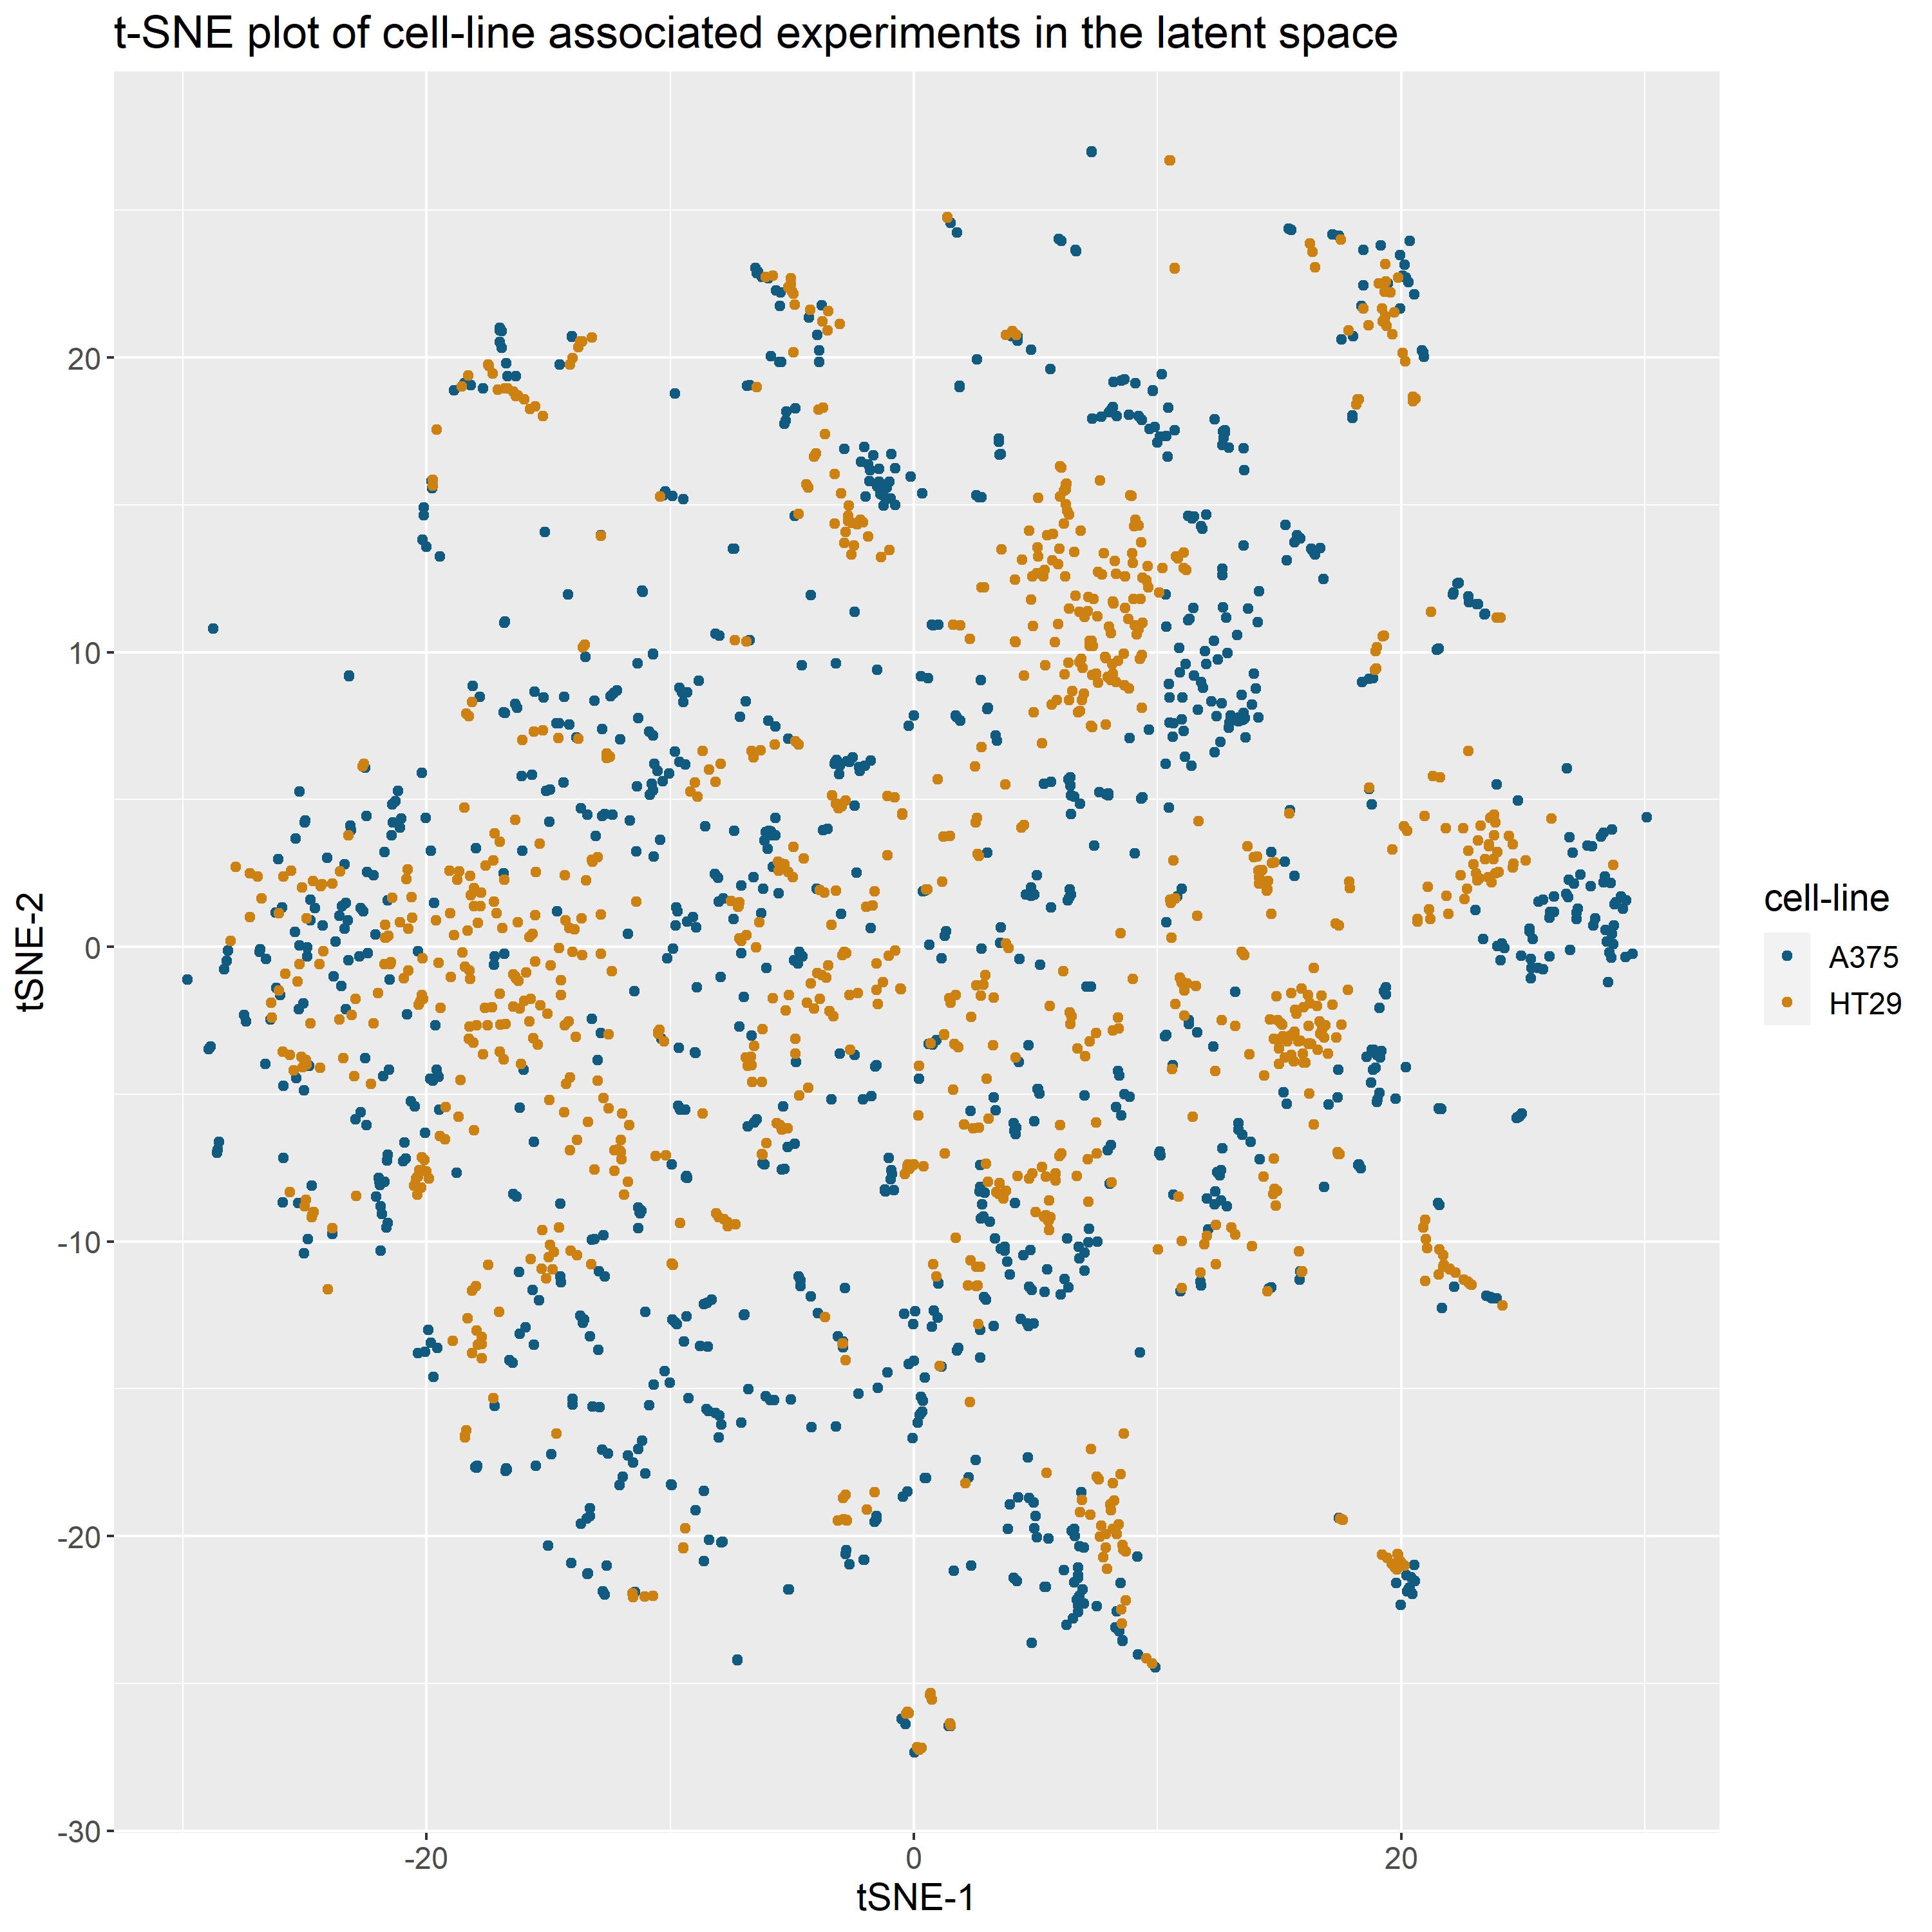 t-SNE plot of cell-line associated experiments in the latent space
tSNE-2
20
10
0
-10
-20
-30
-20
0
20
tSNE-1
cell-line
A375
HT29